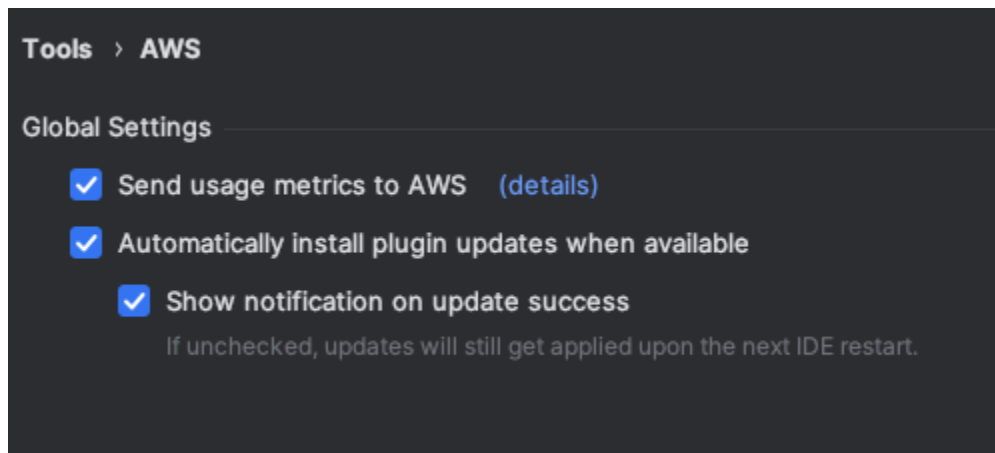 Tools › AWS
Global Settings
Send usage metrics to AWS (details)
Automatically install plugin updates when available
Show notification on update success
If unchecked, updates will still get applied upon the next IDE restart.